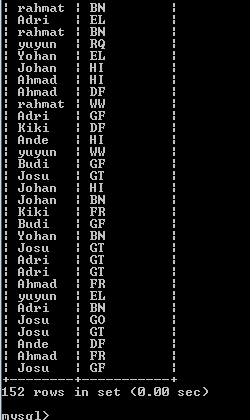 | rahmat | BN |
| Adri | EL |
| rahmat | BN |
| yuyun | RQ |
| Yohan | EL |
| Johan | HI |
| Ahmad | HI |
| Ahmad | DF |
| rahmat | WW |
| Adri | GF |
| Kiki | DF |
| Ande | HI |
| yuyun | WW |
| Budi | GF |
| Josu | GT |
| Johan | HI |
| Johan | BN |
| Kiki | FR |
| Budi | GF |
| Yohan | BN |
| Josu | GT |
| Adri | GT |
| Adri | GT |
| Ahmad | FR |
| yuyun | EL |
| Adri | BN |
| Josu | GO |
| Josu | GT |
| Ande | DF |
| Ahmad | FR |
| Josu | GF |
+--------+-----------+
152 rows in set (0.00 sec)
mysql>